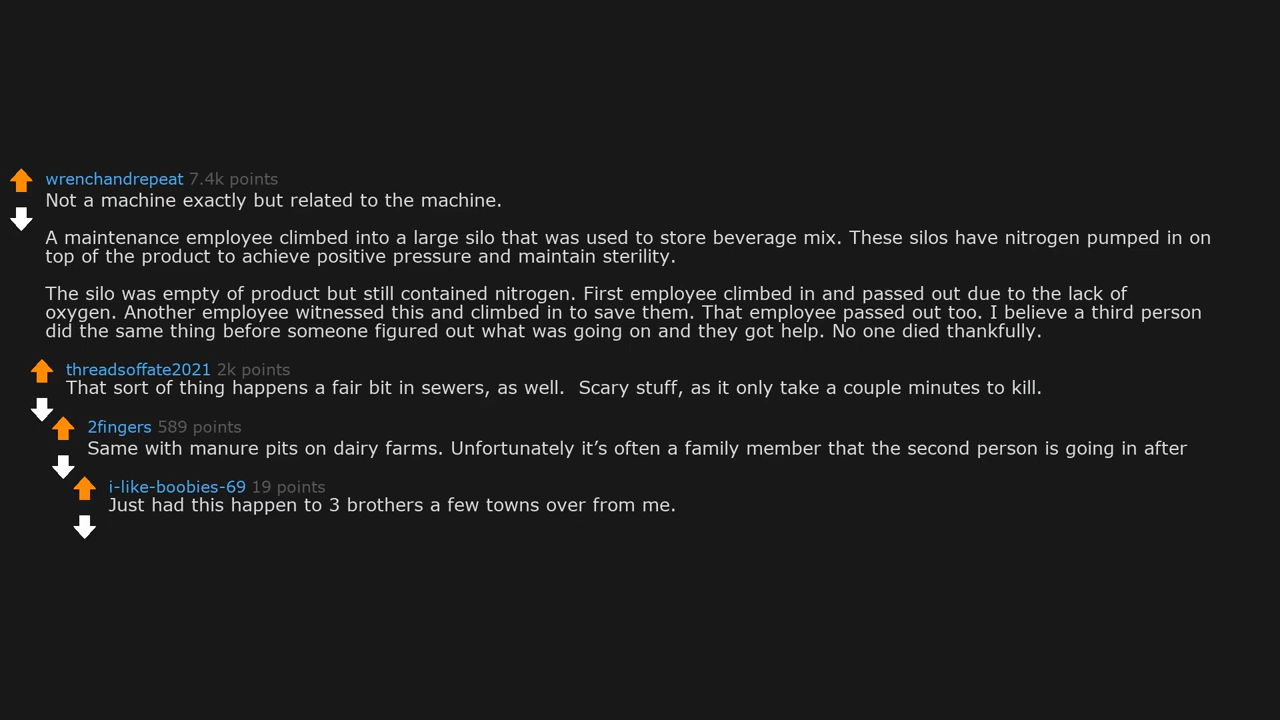 wrenchandrepeat 7.4k points
Not a machine exactly but related to the machine.
A maintenance employee climbed into a large silo that was used to store beverage mix. These silos have nitrogen pumped in on
top of the product to achieve positive pressure and maintain sterility.
The silo was empty of product but still contained nitrogen. First employee climbed in and passed out due to the lack of
oxygen. Another employee witnessed this and climbed in to save them. That employee passed out too. I believe a third person
did the same thing before someone figured out what was going on and they got help. No one died thankfully.
threadsoffate2021 2k points
That sort of thing happens a fair bit in sewers, as well.  Scary stuff, as it only take a couple minutes to kill.
2fingers 589 points
Same with manure pits on dairy farms. Unfortunately it’s often a family member that the second person is going in after
i-like-boobies-69 19 points
Just had this happen to 3 brothers a few towns over from me.